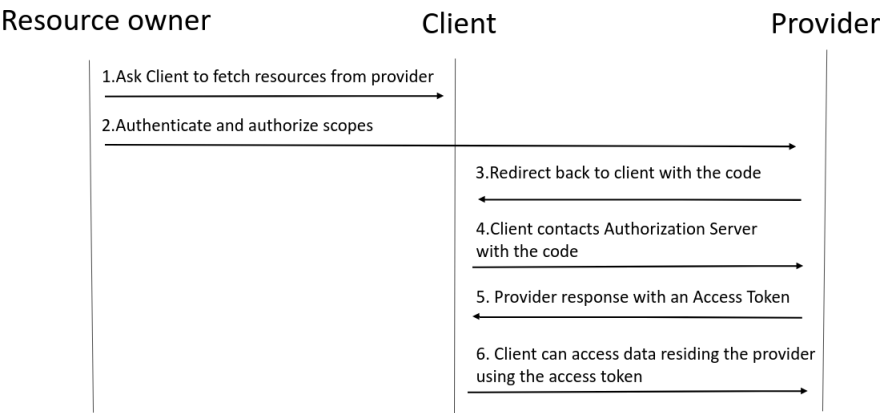 Resource owner
Client
Provider
1.Ask Client to fetch resources from provider
2.Authenticate and authorize scopes
3.Redirect back to client with the code
4.Client contacts Authorization Server
with the code
5. Provider response with an Access Token
6. Client can access data residing the provider
using the access token